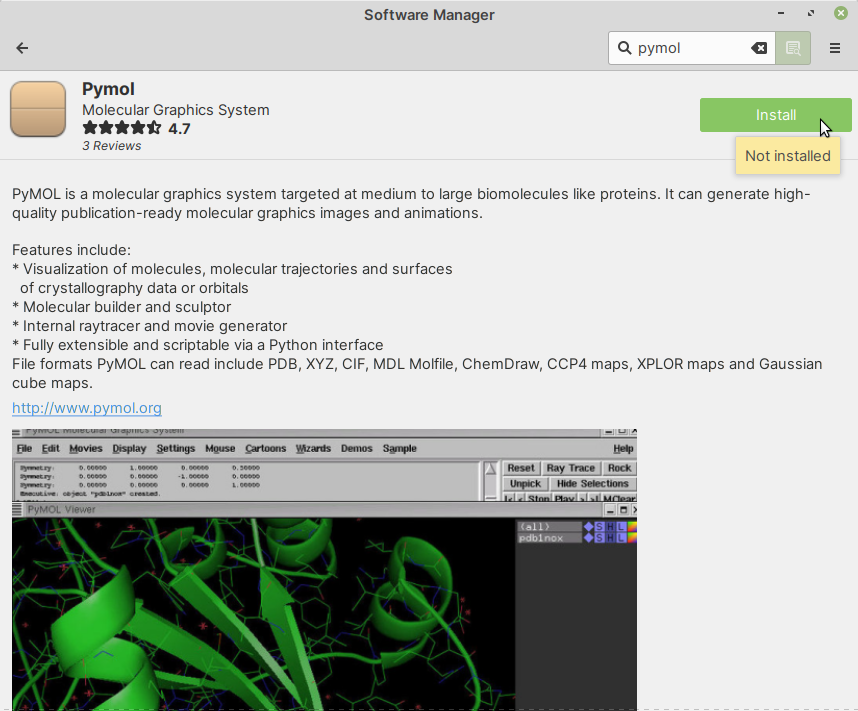 Software Manager
pymol
Pymol
Molecular Graphics System
4.7
3 Reviews
Install
Not installed
PyMOL is a molecular graphics system targeted at medium to large biomolecules like proteins. It can generate high-
quality publication-ready molecular graphics images and animations.
Features include:
* Visualization of molecules, molecular trajectories and surfaces
of crystallography data or orbitals
* Molecular builder and sculptor
* Internal raytracer and movie generator
* Fully extensible and scriptable via a Python interface
File formats PyMOL can read include PDB, XYZ, CIF, MDL Molfile, ChemDraw, CCP4 maps, XPLOR maps and Gaussian
cube maps.
http://www.pymol.org
PyMOL Molecular Graphics System
File Edit Movies Display Settings Mouse Cartoons Wizards Demos Sample Help
Symmetry: 0.00000 1.00000 0.00000 0.50000
Symmetry: 0.00000 0.00000 -1.00000 0.00000
Symmetry: 0.00000 0.00000 0.00000 1.00000
Executive: object "pdb1nox" created.
Reset Ray Trace Rock
Unpick Hide Selections
|< < Stop Play > >| MClear
PyMOL Viewer
(all) S H L
pdb1nox S H L